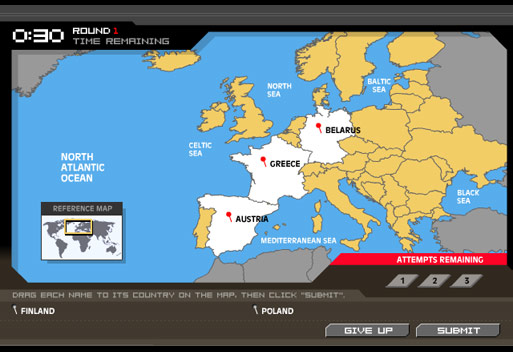 0:30
ROUND 1
TIME REMAINING
NORTH
SEA
BALTIC
SEA
BELARUS
CELTIC
SEA
GREECE
NORTH
ATLANTIC
OCEAN
BLACK
SEA
REFERENCE MAP
AUSTRIA
MEDITERRANEAN SEA
ATTEMPTS REMAINING
1 2 3
DRAG EACH NAME TO ITS COUNTRY ON THE MAP, THEN CLICK "SUBMIT".
FINLAND
POLAND
GIVE UP
SUBMIT